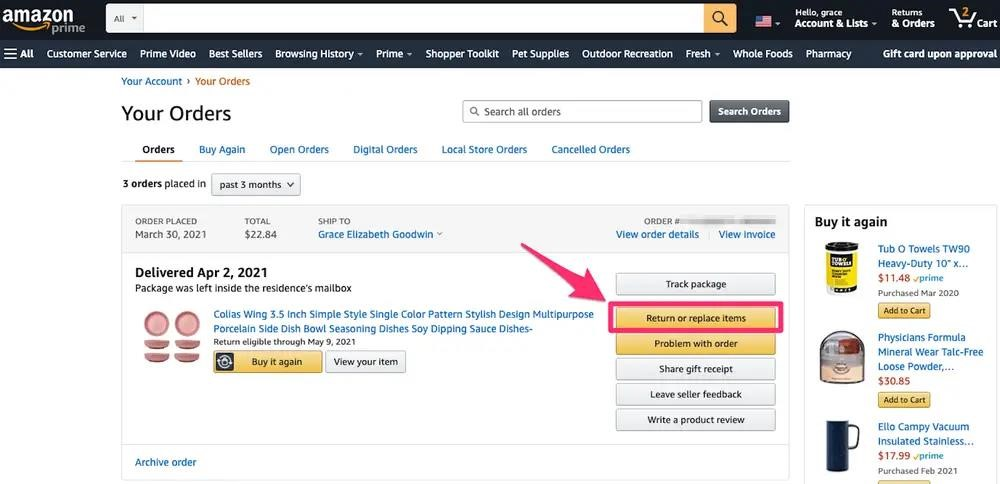 amazon
prime
All
Hello, grace
Account & Lists
Returns
& Orders
2
Cart
All Customer Service Prime Video Best Sellers Browsing History Prime Shopper Toolkit Pet Supplies Outdoor Recreation Fresh Whole Foods Pharmacy Gift card upon approval
Your Account › Your Orders
Your Orders
Search all orders
Search Orders
Orders Buy Again Open Orders Digital Orders Local Store Orders Cancelled Orders
3 orders placed in past 3 months
ORDER PLACED
March 30, 2021
TOTAL
$22.84
SHIP TO
Grace Elizabeth Goodwin
ORDER #
View order details View invoice
Delivered Apr 2, 2021
Package was left inside the residence's mailbox
Colias Wing 3.5 inch Simple Style Single Color Pattern Stylish Design Multipurpose
Porcelain Side Dish Bowl Seasoning Dishes Soy Dipping Sauce Dishes-
Return eligible through May 9, 2021
Buy it again
View your item
Track package
Return or replace items
Problem with order
Share gift receipt
Leave seller feedback
Write a product review
Archive order
Buy it again
TUB O
TOWELS
Tub O Towels TW90
Heavy-Duty 10" x...
$11.48 prime
Purchased Mar 2020
Add to Cart
Physicians Formula
Mineral Wear Talc-Free
Loose Powder,...
$30.85
Add to Cart
Ello Campy Vacuum
Insulated Stainless...
$17.99 prime
Purchased Feb 2021